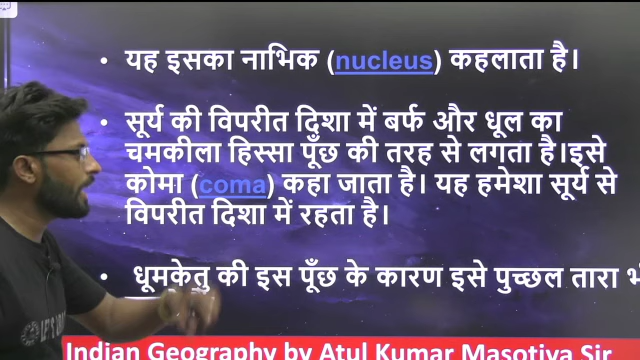 • यह इसका नाभिक (nucleus) कहलाता है।
• सूर्य की विपरीत दिशा में बर्फ और धूल का
चमकीला हिस्सा पूँछ की तरह से लगता है।इसे
कोमा (coma) कहा जाता है। यह हमेशा सूर्य से
विपरीत दिशा में रहता है।
• धूमकेतु की इस पूँछ के कारण इसे पुच्छल तारा
Indian Geography by Atul Kumar Masotiya Sir